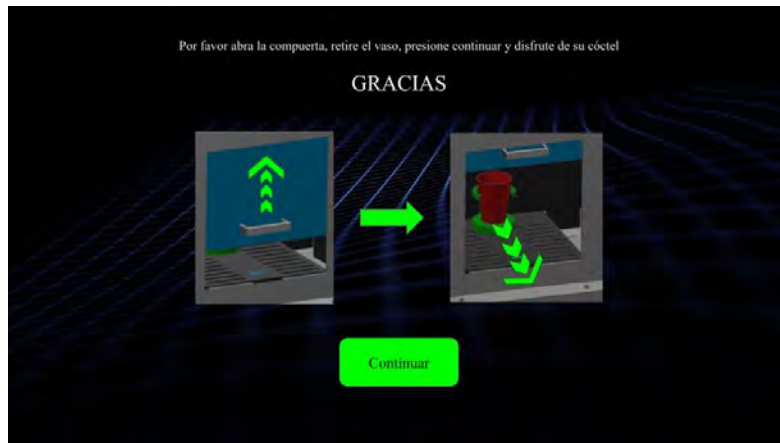 Por favor abra la compuerta, retire el vaso, presione continuar y disfrute de su cóctel
GRACIAS
Continuar